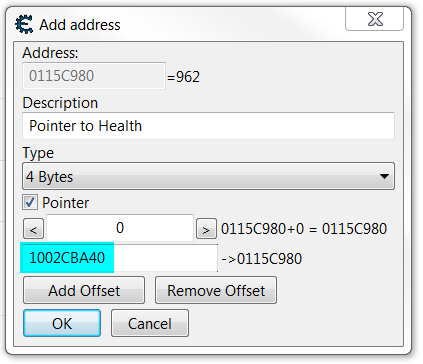 Add address
Address:
0115C980 =962
Description
Pointer to Health
Type
4 Bytes
Pointer
< 0 > 0115C980+0 = 0115C980
1002CBA40 ->0115C980
Add Offset Remove Offset
OK Cancel